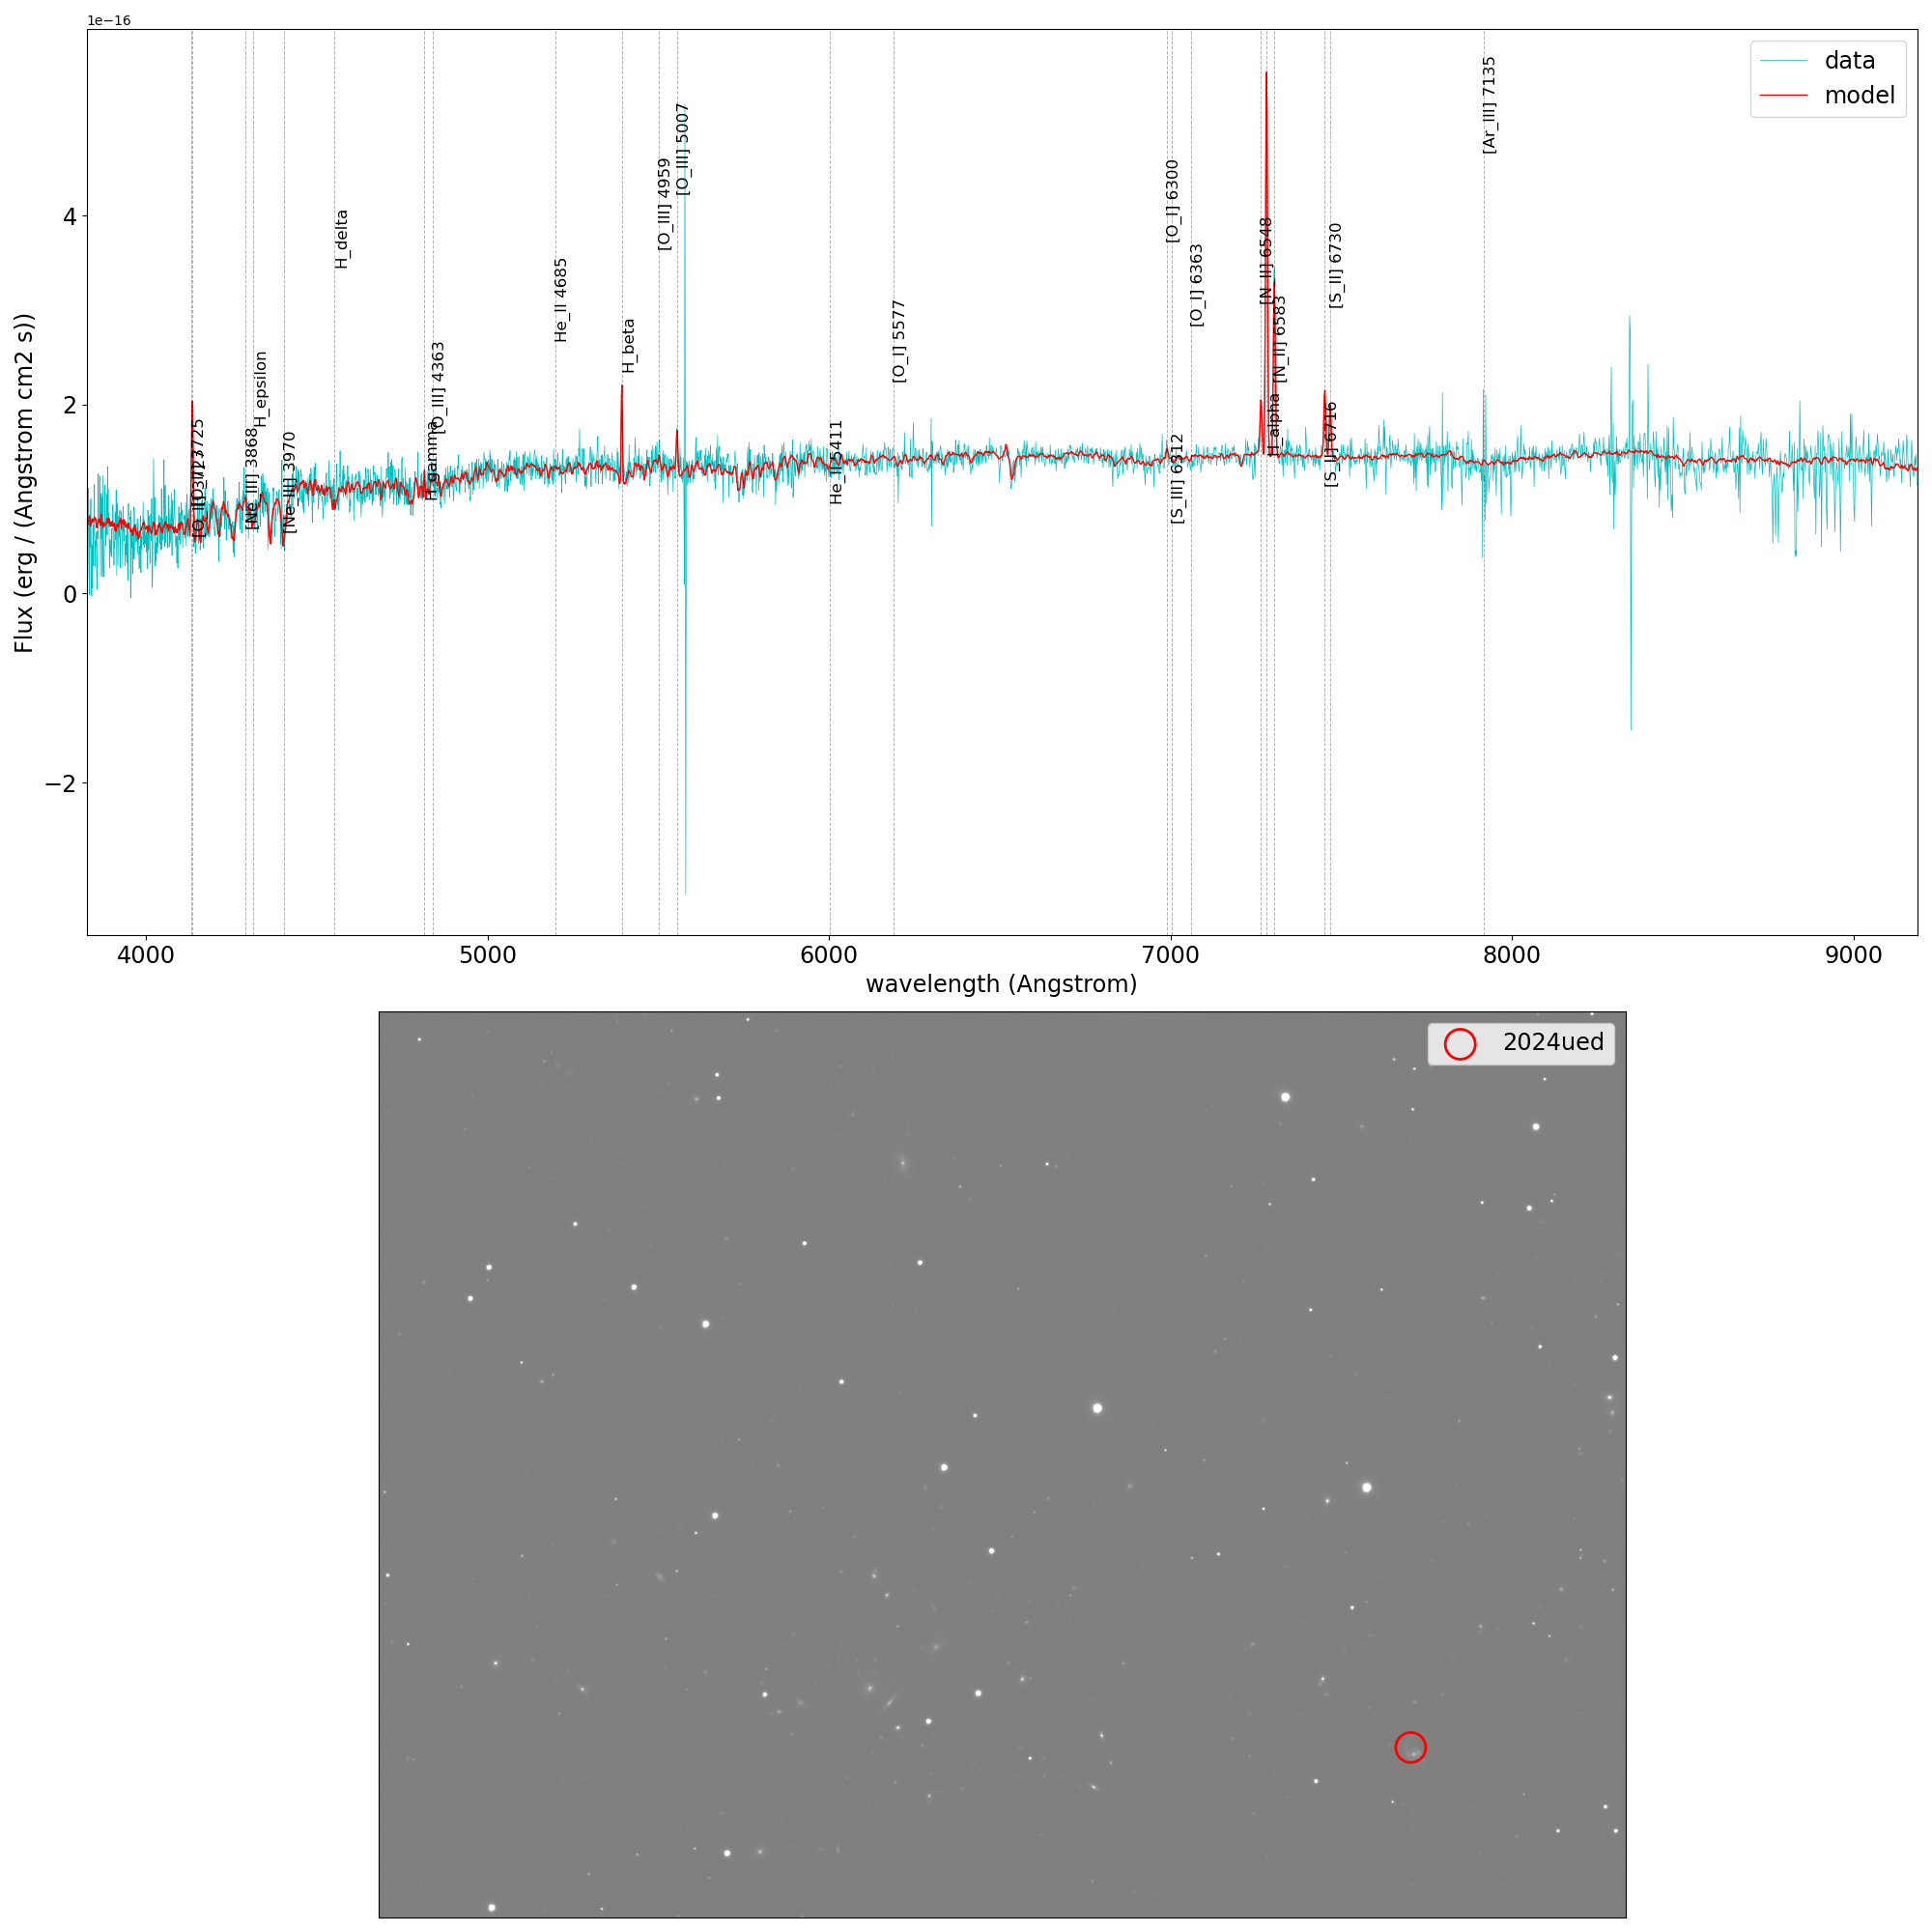 1e−16
data
model
[O_II] 3725
[Ne_III] 3868
H_epsilon
[Ne_III] 3970
H_delta
H_gamma
[O_III] 4363
He_II 4685
H_beta
[O_III] 4959
[O_III] 5007
He_II 5411
[O_I] 5577
[O_I] 6300
[S_III] 6312
[O_I] 6363
[N_II] 6548
H_alpha
[N_II] 6583
[S_II] 6716
[S_II] 6730
[Ar_III] 7135
Flux (erg / (Angstrom cm2 s))
4
2
0
−2
4000 5000 6000 7000 8000 9000
wavelength (Angstrom)
2024ued